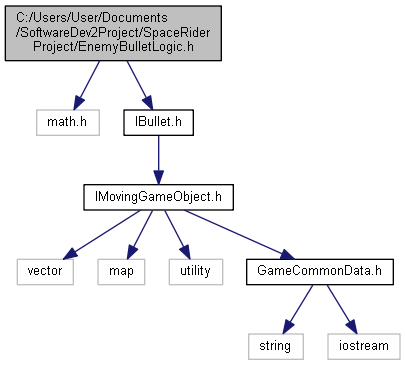 C:/Users/User/Documents
/SoftwareDev2Project/SpaceRider
Project/EnemyBulletLogic.h
math.h
IBullet.h
IMovingGameObject.h
vector
map
utility
GameCommonData.h
string
iostream